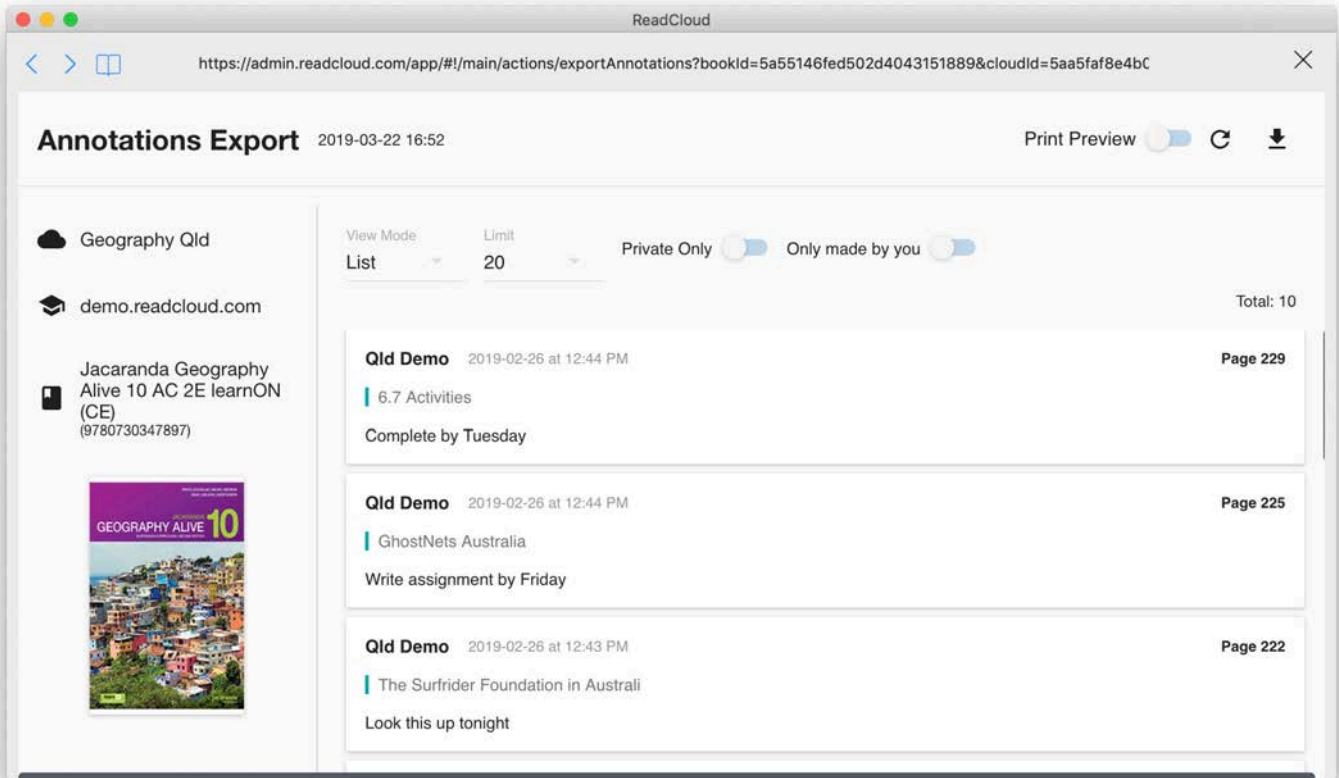 ReadCloud
https://admin.readcloud.com/app/#!/main/actions/exportAnnotations?bookId=5a55146fed502d4043151889&cloudId=5aa5faf8e4b0
Annotations Export 2019-03-22 16:52 Print Preview
Geography Qld
demo.readcloud.com
Jacaranda Geography
Alive 10 AC 2E learnON
(CE)
(9780730347897)
JACARANDA
GEOGRAPHY ALIVE 10
View Mode Limit
List 20 Private Only Only made by you
Total: 10
Qld Demo 2019-02-26 at 12:44 PM Page 229
6.7 Activities
Complete by Tuesday
Qld Demo 2019-02-26 at 12:44 PM Page 225
GhostNets Australia
Write assignment by Friday
Qld Demo 2019-02-26 at 12:43 PM Page 222
The Surfrider Foundation in Australi
Look this up tonight